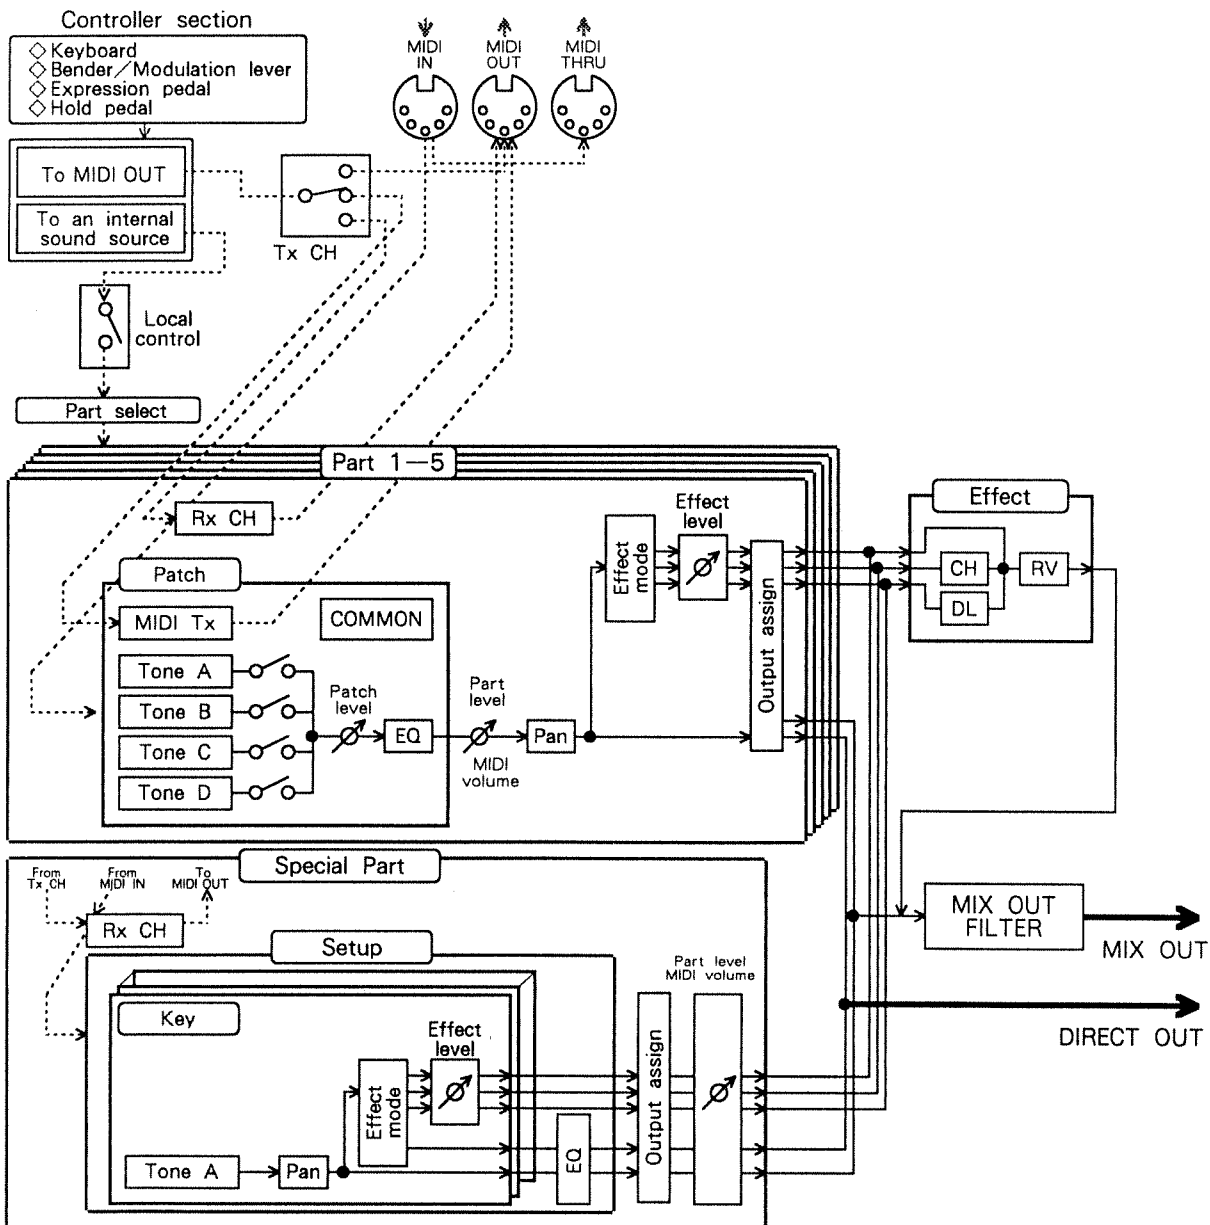 Controller section
◇ Keyboard
◇ Bender/Modulation lever
◇ Expression pedal
◇ Hold pedal
MIDI
IN
MIDI
OUT
MIDI
THRU
To MIDI OUT
To an internal
sound source
Tx CH
Local
control
Part select
Part 1—5
Rx CH
Patch
MIDI Tx
COMMON
Tone A
Tone B
Tone C
Tone D
Patch
level
EQ
Part
level
MIDI
volume
Pan
Effect
mode
Effect
level
Output assign
Effect
CH
DL
RV
MIX OUT
FILTER
MIX OUT
DIRECT OUT
Special Part
From
Tx CH
From
MIDI IN
To
MIDI OUT
Rx CH
Setup
Key
Effect
level
Effect
mode
Tone A
Pan
EQ
Output assign
Part level
MIDI volume